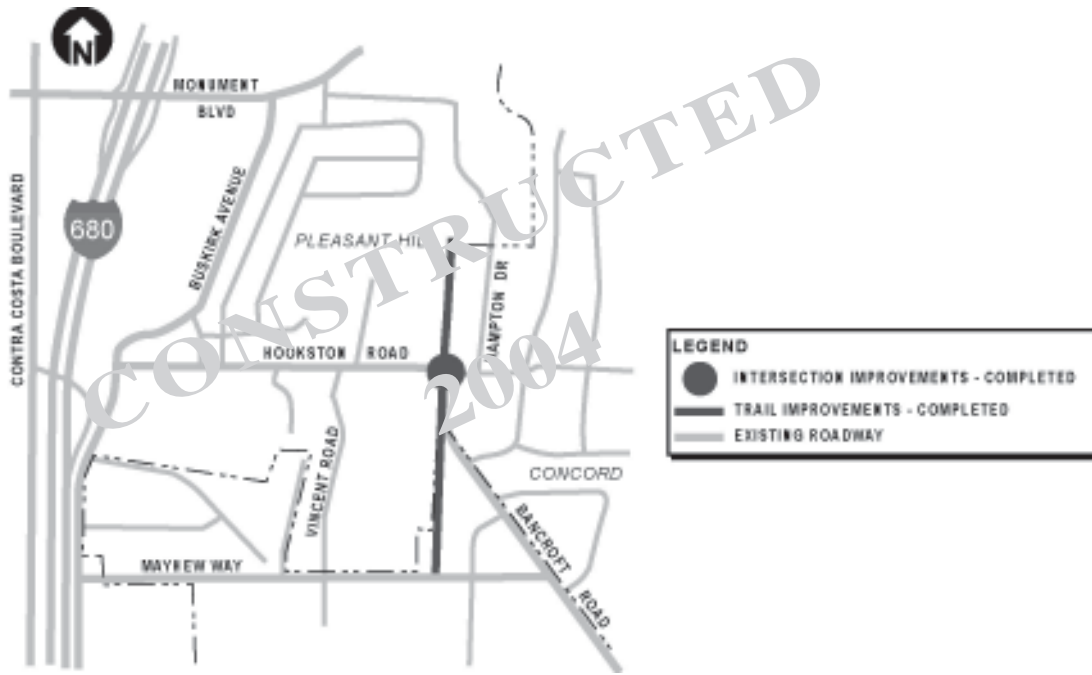 N
MONUMENT
BLVD
CONTRA COSTA BOULEVARD
680
BUSKIRK AVENUE
PLEASANT HILL
HAMPTON DR
CONSTRUCTED
2004
HOOKSTON ROAD
VINCENT ROAD
CONCORD
BANCROFT
ROAD
MAYHEW WAY
LEGEND
INTERSECTION IMPROVEMENTS - COMPLETED
TRAIL IMPROVEMENTS - COMPLETED
EXISTING ROADWAY